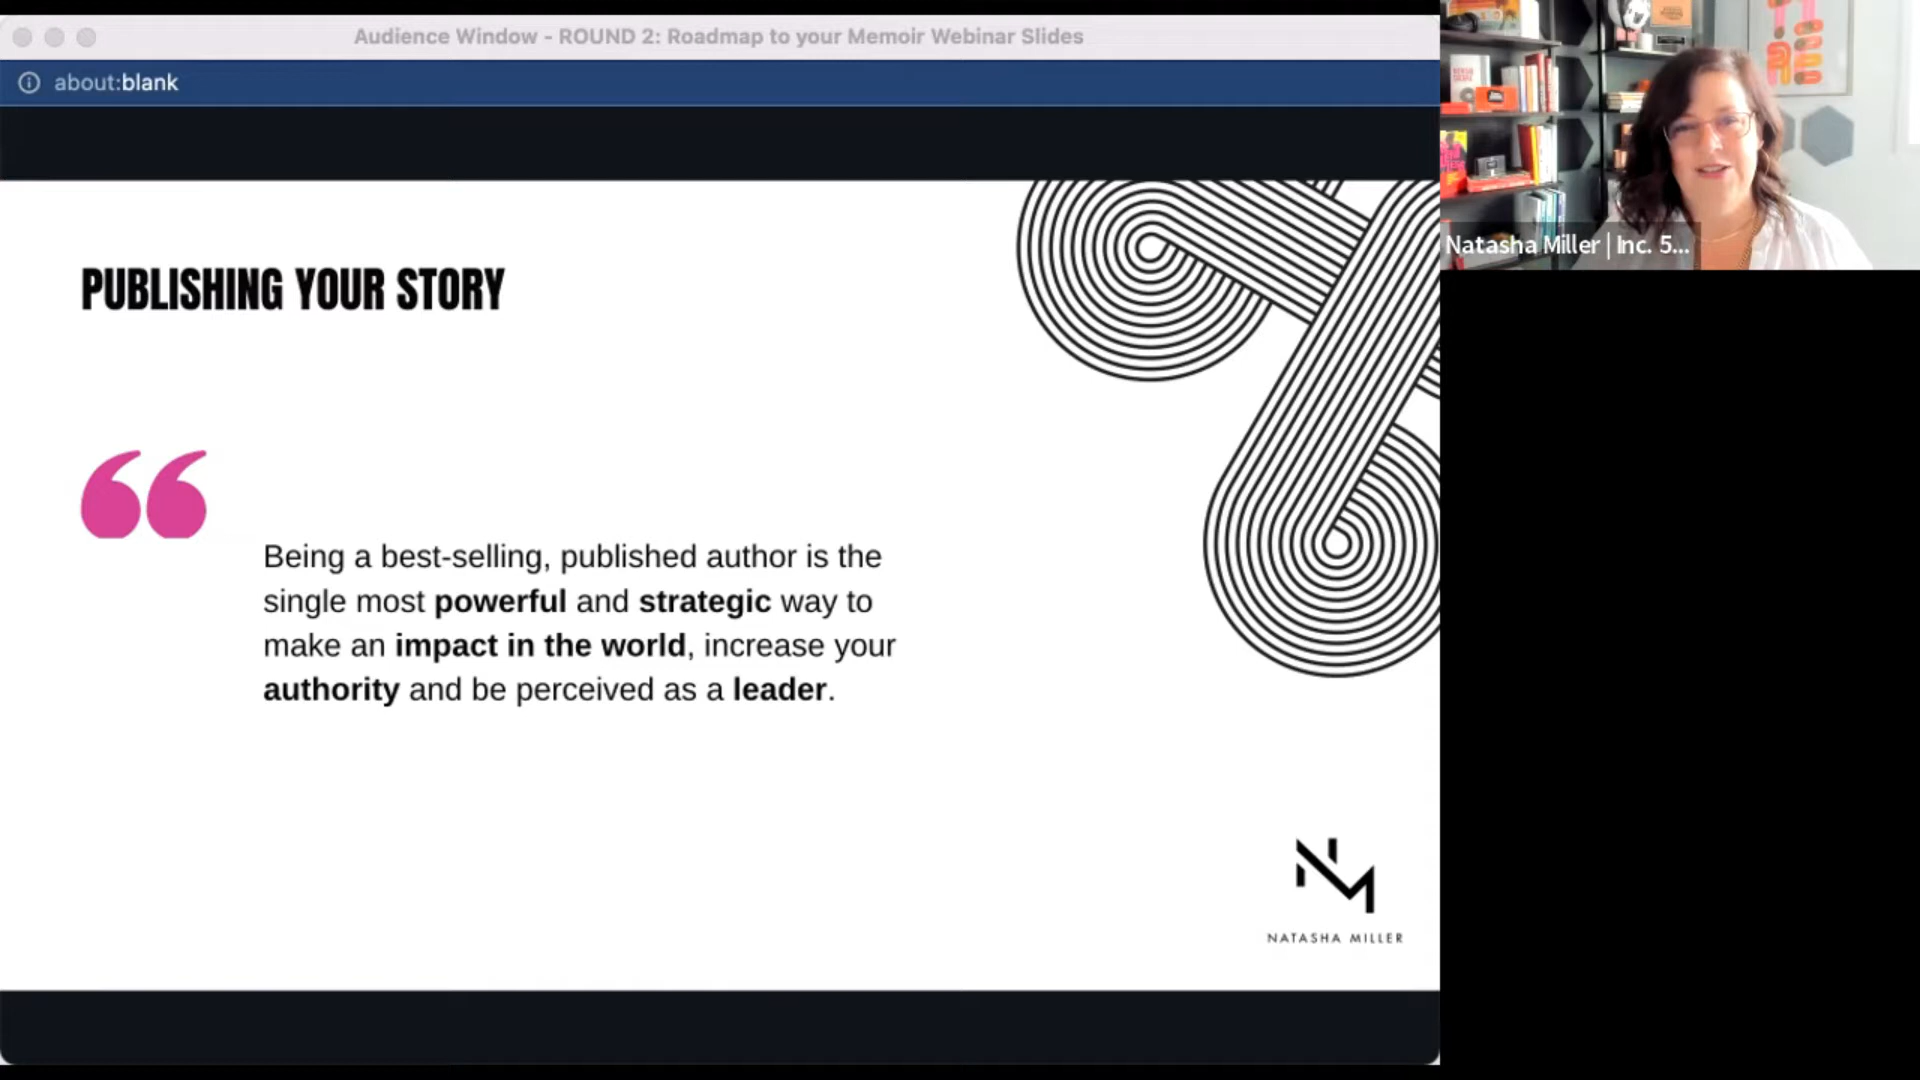 Audience Window - ROUND 2: Roadmap to your Memoir Webinar Slides
about:blank
Natasha Miller | Inc. 5...
PUBLISHING YOUR STORY
“
Being a best-selling, published author is the
single most powerful and strategic way to
make an impact in the world, increase your
authority and be perceived as a leader.
NM
NATASHA MILLER